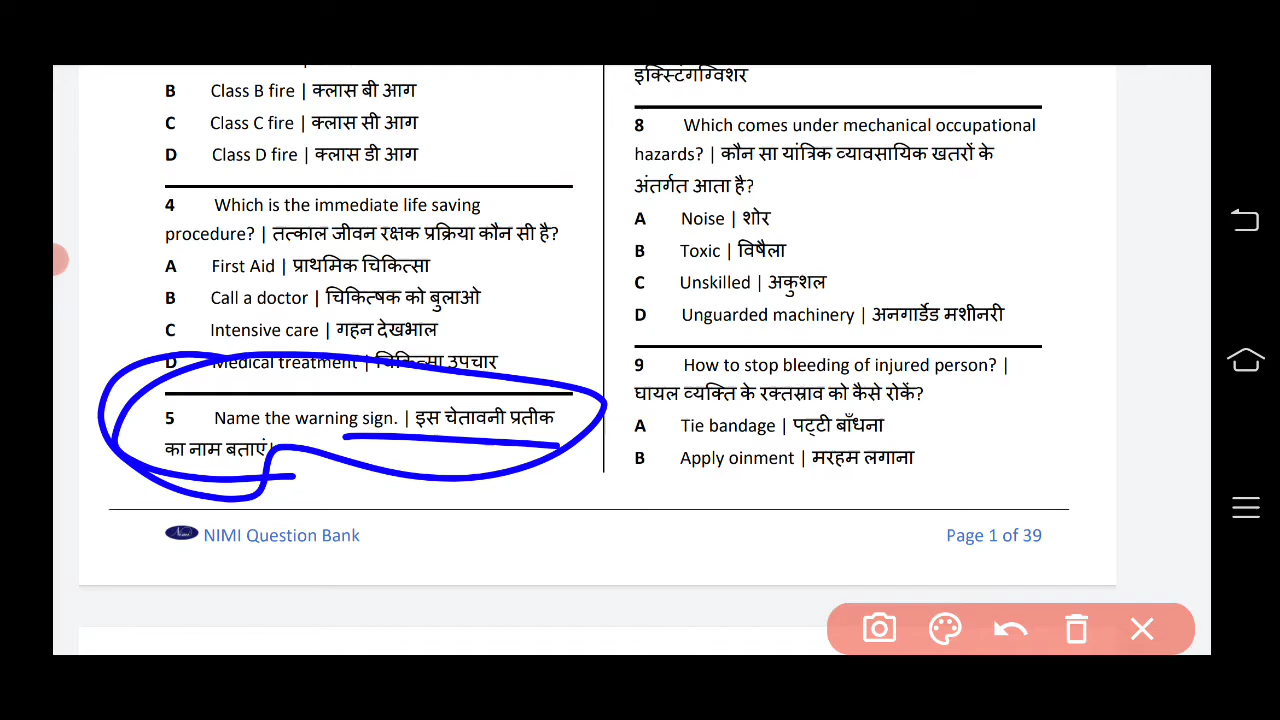 B Class B fire | क्लास बी आग
C Class C fire | क्लास सी आग
D Class D fire | क्लास डी आग
4 Which is the immediate life saving
procedure? | तत्काल जीवन रक्षक प्रक्रिया कौन सी है?
A First Aid | प्राथमिक चिकित्सा
B Call a doctor | चिकित्षक को बुलाओ
C Intensive care | गहन देखभाल
D Medical treatment | चिकित्सा उपचार
5 Name the warning sign. | इस चेतावनी प्रतीक
का नाम बताएं।
इक्स्टिंगग्विशर
8 Which comes under mechanical occupational
hazards? | कौन सा यांत्रिक व्यावसायिक खतरों के
अंतर्गत आता है?
A Noise | शोर
B Toxic | विषैला
C Unskilled | अकुशल
D Unguarded machinery | अनगार्डेड मशीनरी
9 How to stop bleeding of injured person? |
घायल व्यक्ति के रक्तस्राव को कैसे रोकें?
A Tie bandage | पट्टी बाँधना
B Apply oinment | मरहम लगाना
NIMI Question Bank
Page 1 of 39